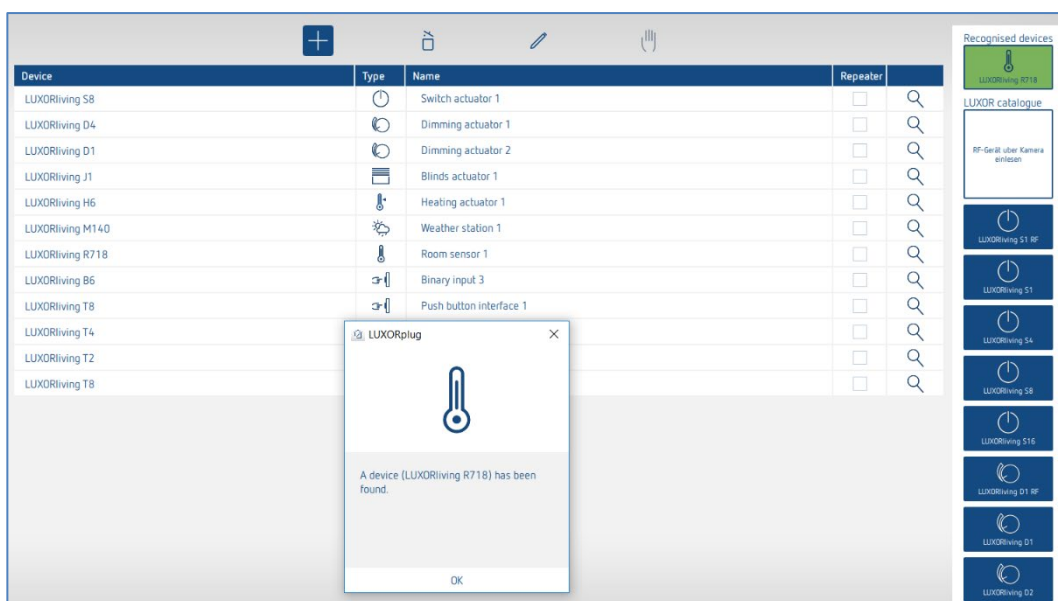 Recognised devices
LUXORliving R718
LUXOR catalogue
RF-Gerät uber Kamera
einlesen
LUXORliving S1 RF
LUXORliving S1
LUXORliving S4
LUXORliving S8
LUXORliving S16
LUXORliving D1 RF
LUXORliving D1
LUXORliving D2
Device Type Name Repeater
LUXORliving S8 Switch actuator 1
LUXORliving D4 Dimming actuator 1
LUXORliving D1 Dimming actuator 2
LUXORliving J1 Blinds actuator 1
LUXORliving H6 Heating actuator 1
LUXORliving M140 Weather station 1
LUXORliving R718 Room sensor 1
LUXORliving B6 Binary input 3
LUXORliving T8 Push button interface 1
LUXORliving T4
LUXORliving T2
LUXORliving T8
LUXORplug
A device (LUXORliving R718) has been
found.
OK